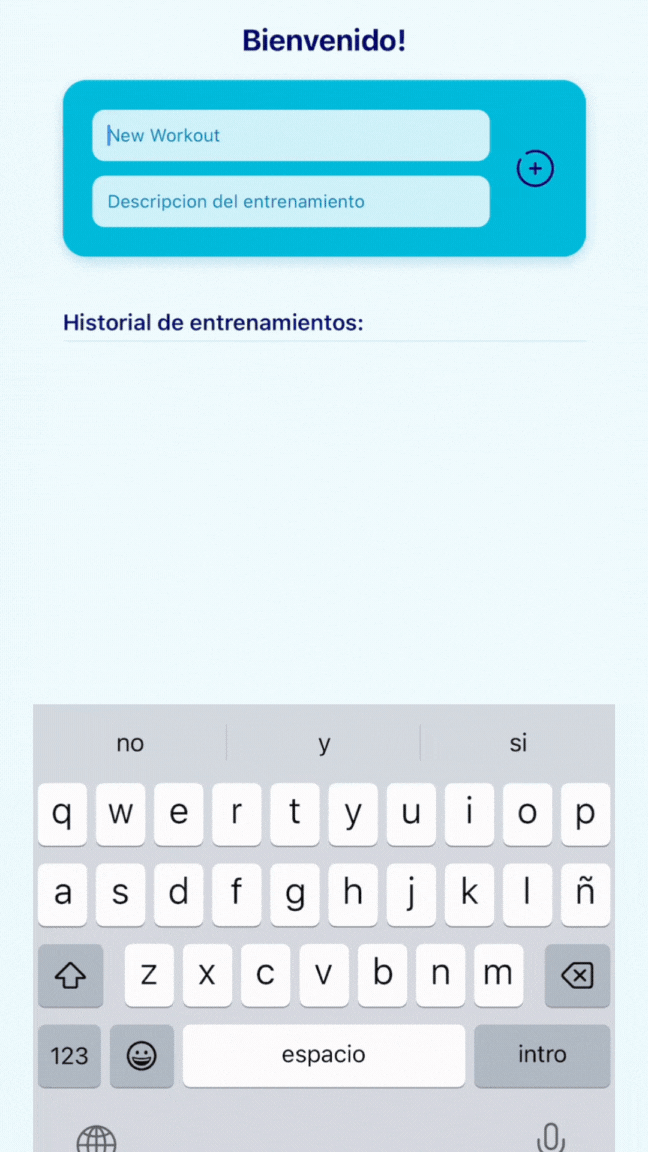 Bienvenido!
New Workout
Descripcion del entrenamiento
Historial de entrenamientos:
no y si
q w e r t y u i o p
a s d f g h j k l ñ
z x c v b n m
123 espacio intro